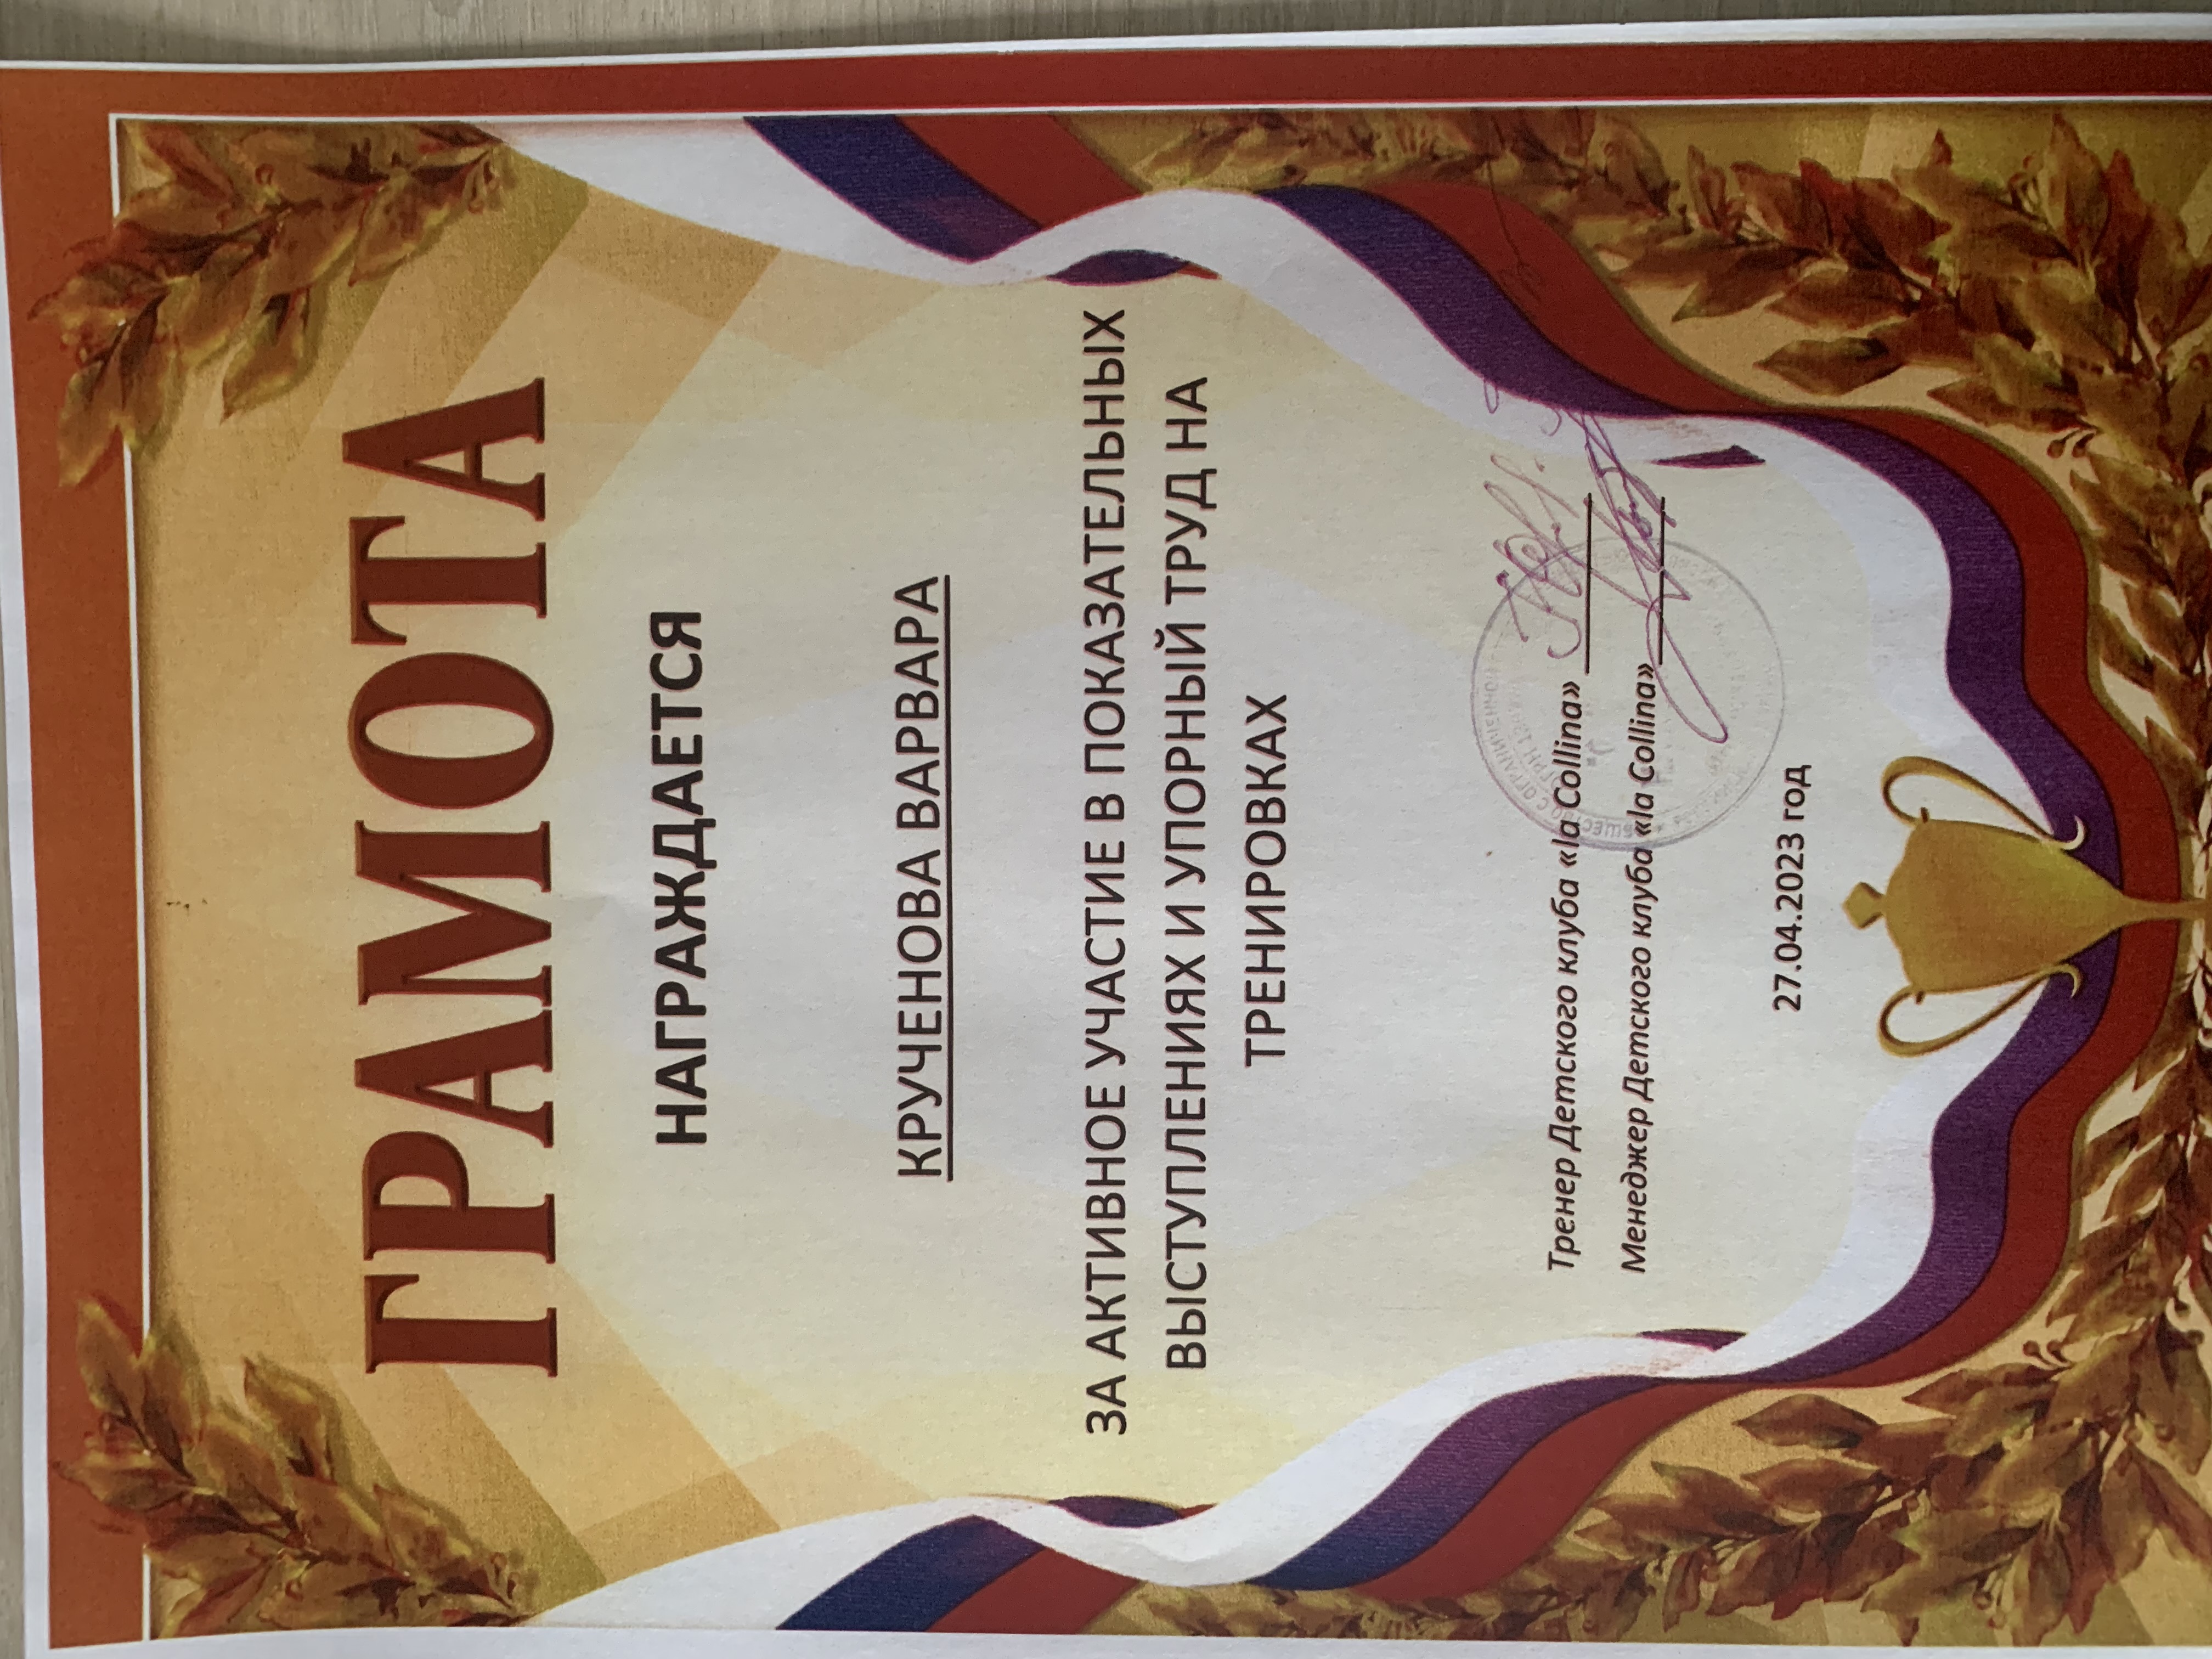 ГРАМОТА
НАГРАЖДАЕТСЯ
КРУЧЕНОВА ВАРВАРА
ЗА АКТИВНОЕ УЧАСТИЕ В ПОКАЗАТЕЛЬНЫХ
ВЫСТУПЛЕНИЯХ И УПОРНЫЙ ТРУД НА
ТРЕНИРОВКАХ
Тренер Детского клуба «la Collina»
Менеджер Детского клуба «la Collina»
27.04.2023 год